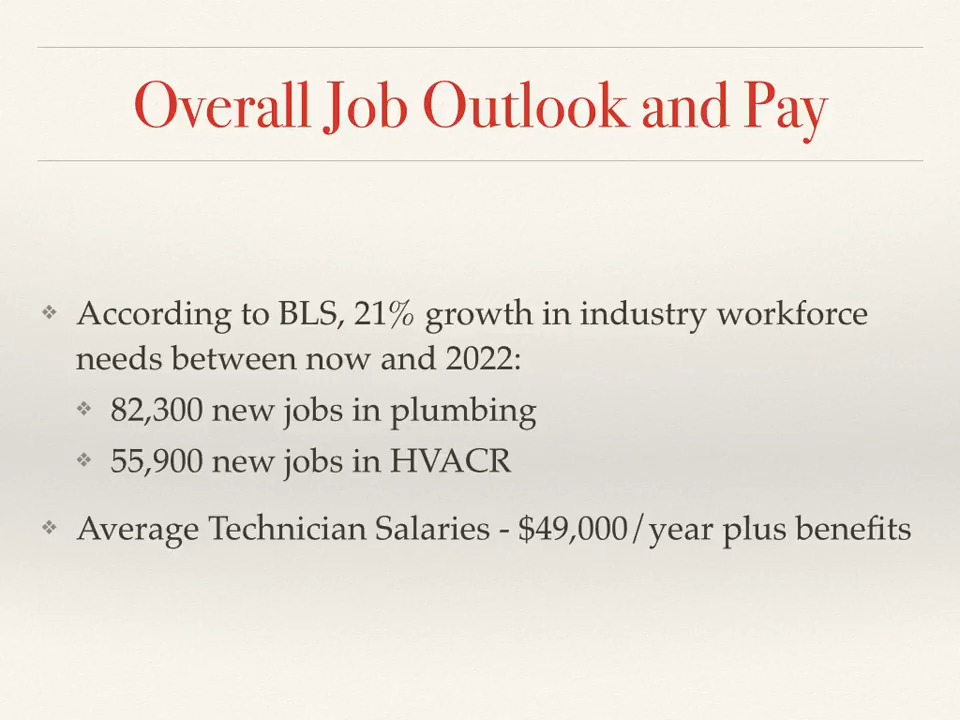 Overall Job Outlook and Pay
❖ According to BLS, 21% growth in industry workforce
needs between now and 2022:
❖ 82,300 new jobs in plumbing
❖ 55,900 new jobs in HVACR
❖ Average Technician Salaries - $49,000/year plus benefits